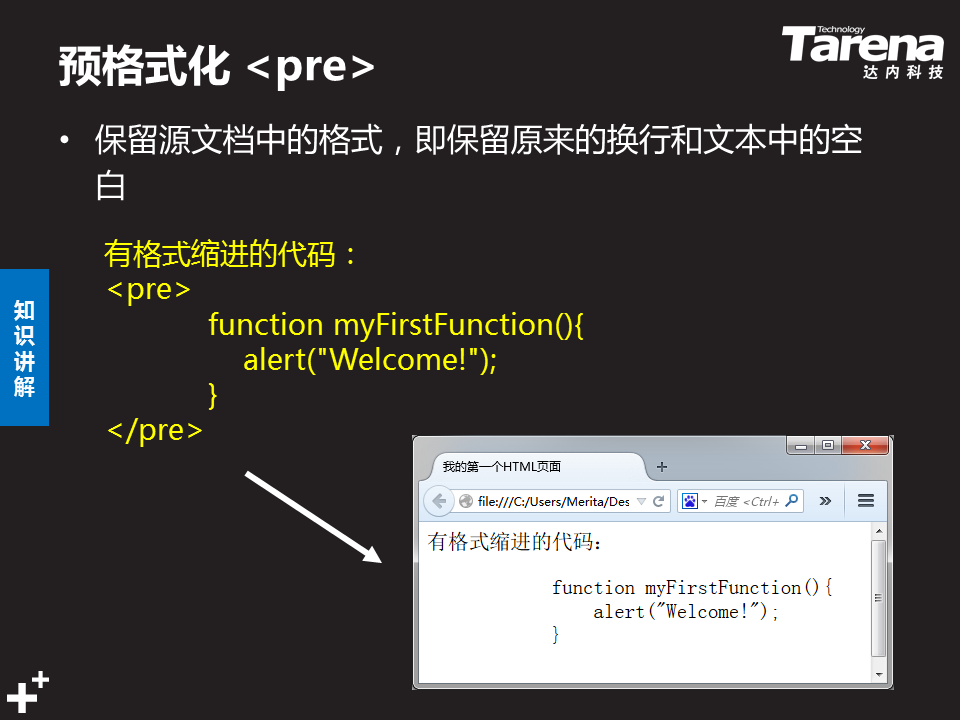 预格式化 <pre>
Technology
Tarena
达内科技
• 保留源文档中的格式，即保留原来的换行和文本中的空
白
知识讲解
有格式缩进的代码：
<pre>
function myFirstFunction(){
alert("Welcome!");
}
</pre>
我的第一个HTML页面
file:///C:/Users/Merita/Des
百度 <Ctrl+
有格式缩进的代码：
function myFirstFunction(){
alert("Welcome!");
}